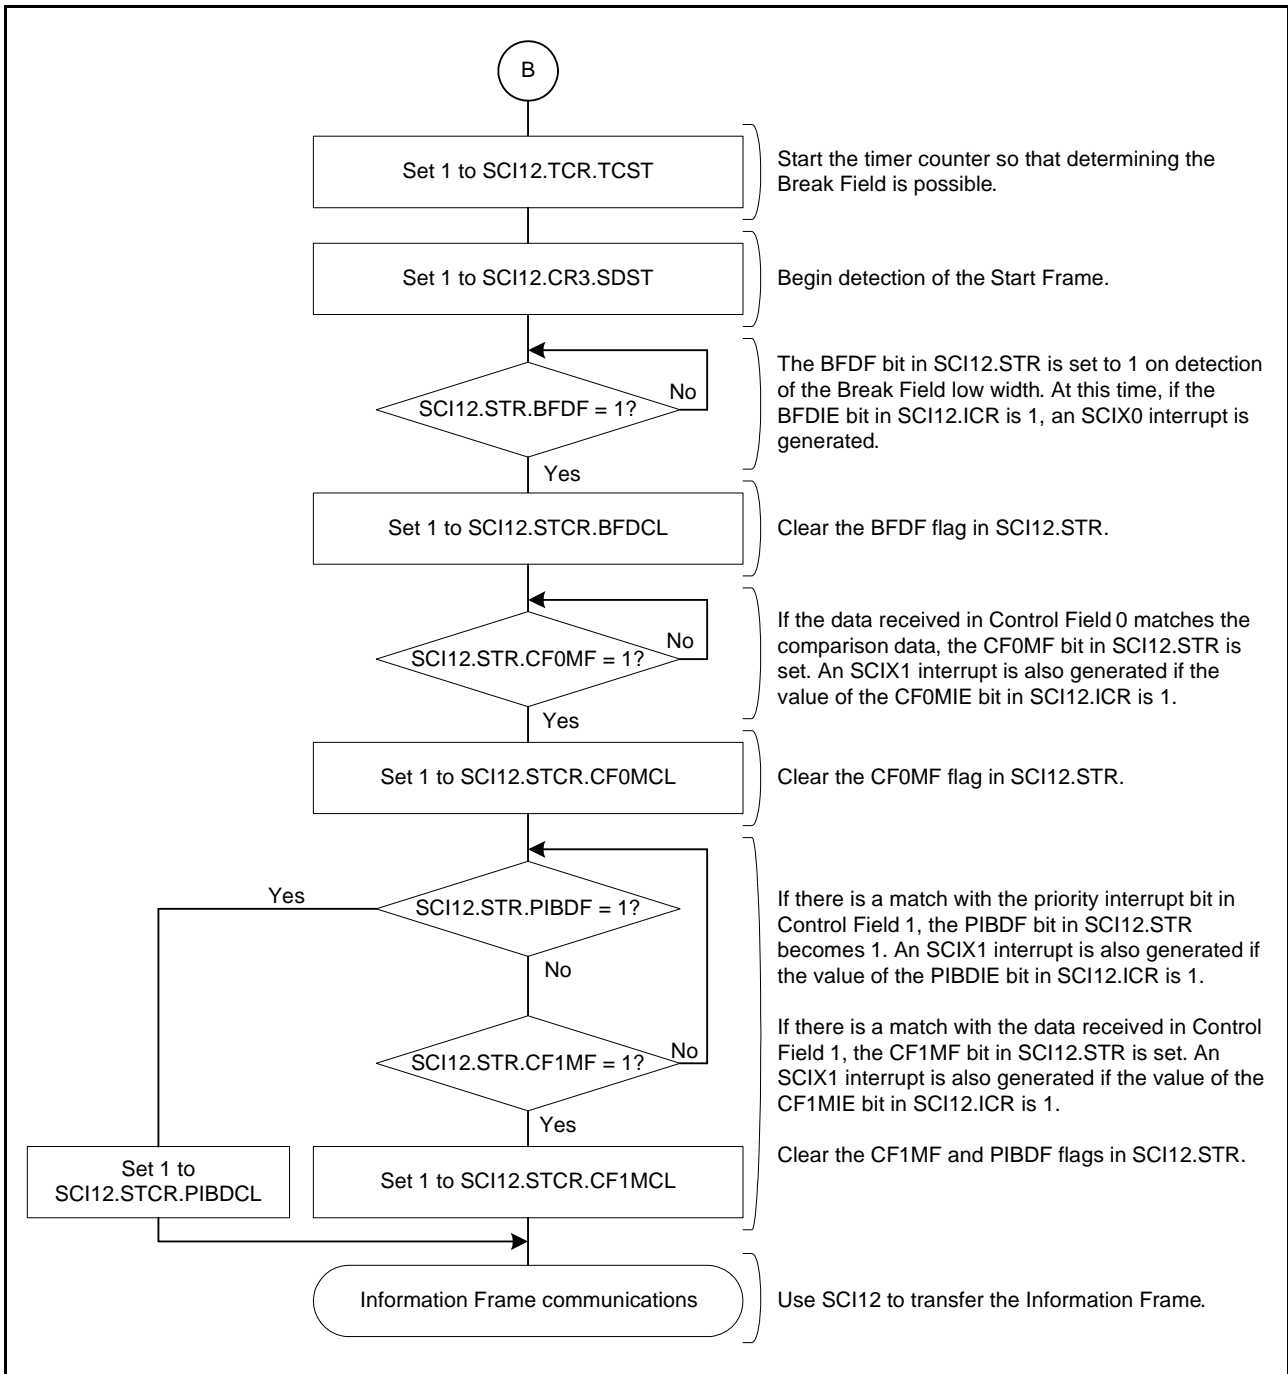 B
Set 1 to SCI12.TCR.TCST
Start the timer counter so that determining the
Break Field is possible.
Set 1 to SCI12.CR3.SDST
Begin detection of the Start Frame.
SCI12.STR.BFDF = 1?
No
Yes
The BFDF bit in SCI12.STR is set to 1 on detection
of the Break Field low width. At this time, if the
BFDIE bit in SCI12.ICR is 1, an SCIX0 interrupt is
generated.
Set 1 to SCI12.STCR.BFDCL
Clear the BFDF flag in SCI12.STR.
SCI12.STR.CF0MF = 1?
No
Yes
If the data received in Control Field 0 matches the
comparison data, the CF0MF bit in SCI12.STR is
set. An SCIX1 interrupt is also generated if the
value of the CF0MIE bit in SCI12.ICR is 1.
Set 1 to SCI12.STCR.CF0MCL
Clear the CF0MF flag in SCI12.STR.
Yes
SCI12.STR.PIBDF = 1?
No
If there is a match with the priority interrupt bit in
Control Field 1, the PIBDF bit in SCI12.STR
becomes 1. An SCIX1 interrupt is also generated if
the value of the PIBDIE bit in SCI12.ICR is 1.
SCI12.STR.CF1MF = 1?
No
Yes
If there is a match with the data received in Control
Field 1, the CF1MF bit in SCI12.STR is set. An
SCIX1 interrupt is also generated if the value of the
CF1MIE bit in SCI12.ICR is 1.
Set 1 to
SCI12.STCR.PIBDCL
Set 1 to SCI12.STCR.CF1MCL
Clear the CF1MF and PIBDF flags in SCI12.STR.
Information Frame communications
Use SCI12 to transfer the Information Frame.